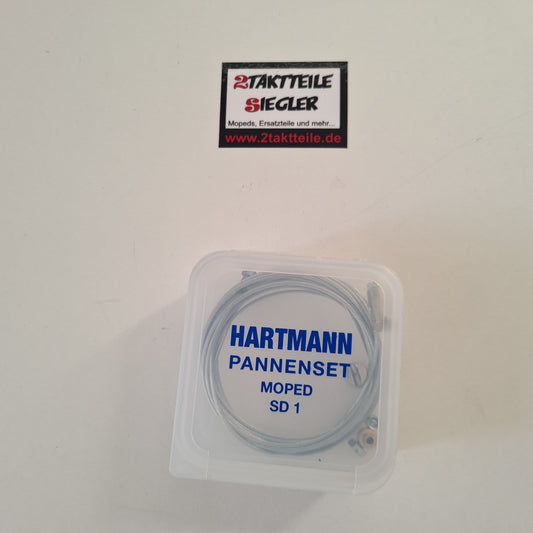 2TAKTTEILE
SIEGLER
Mopeds, Ersatzteile und mehr...
www.2taktteile.de
HARTMANN
PANNENSET
MOPED
SD 1